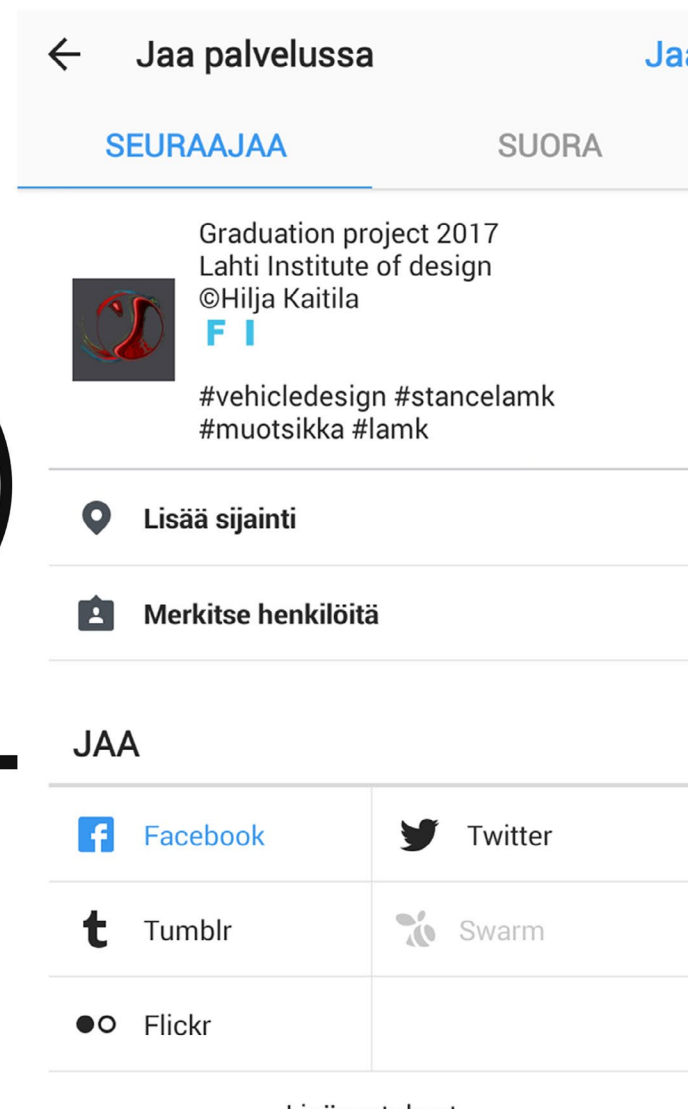 Jaa palvelussa Jaa
SEURAAJAA SUORA
Graduation project 2017
Lahti Institute of design
©Hilja Kaitila
F I
#vehicledesign #stancelamk
#muotsikka #lamk
Lisää sijainti
Merkitse henkilöitä
JAA
Facebook Twitter
Tumblr Swarm
Flickr